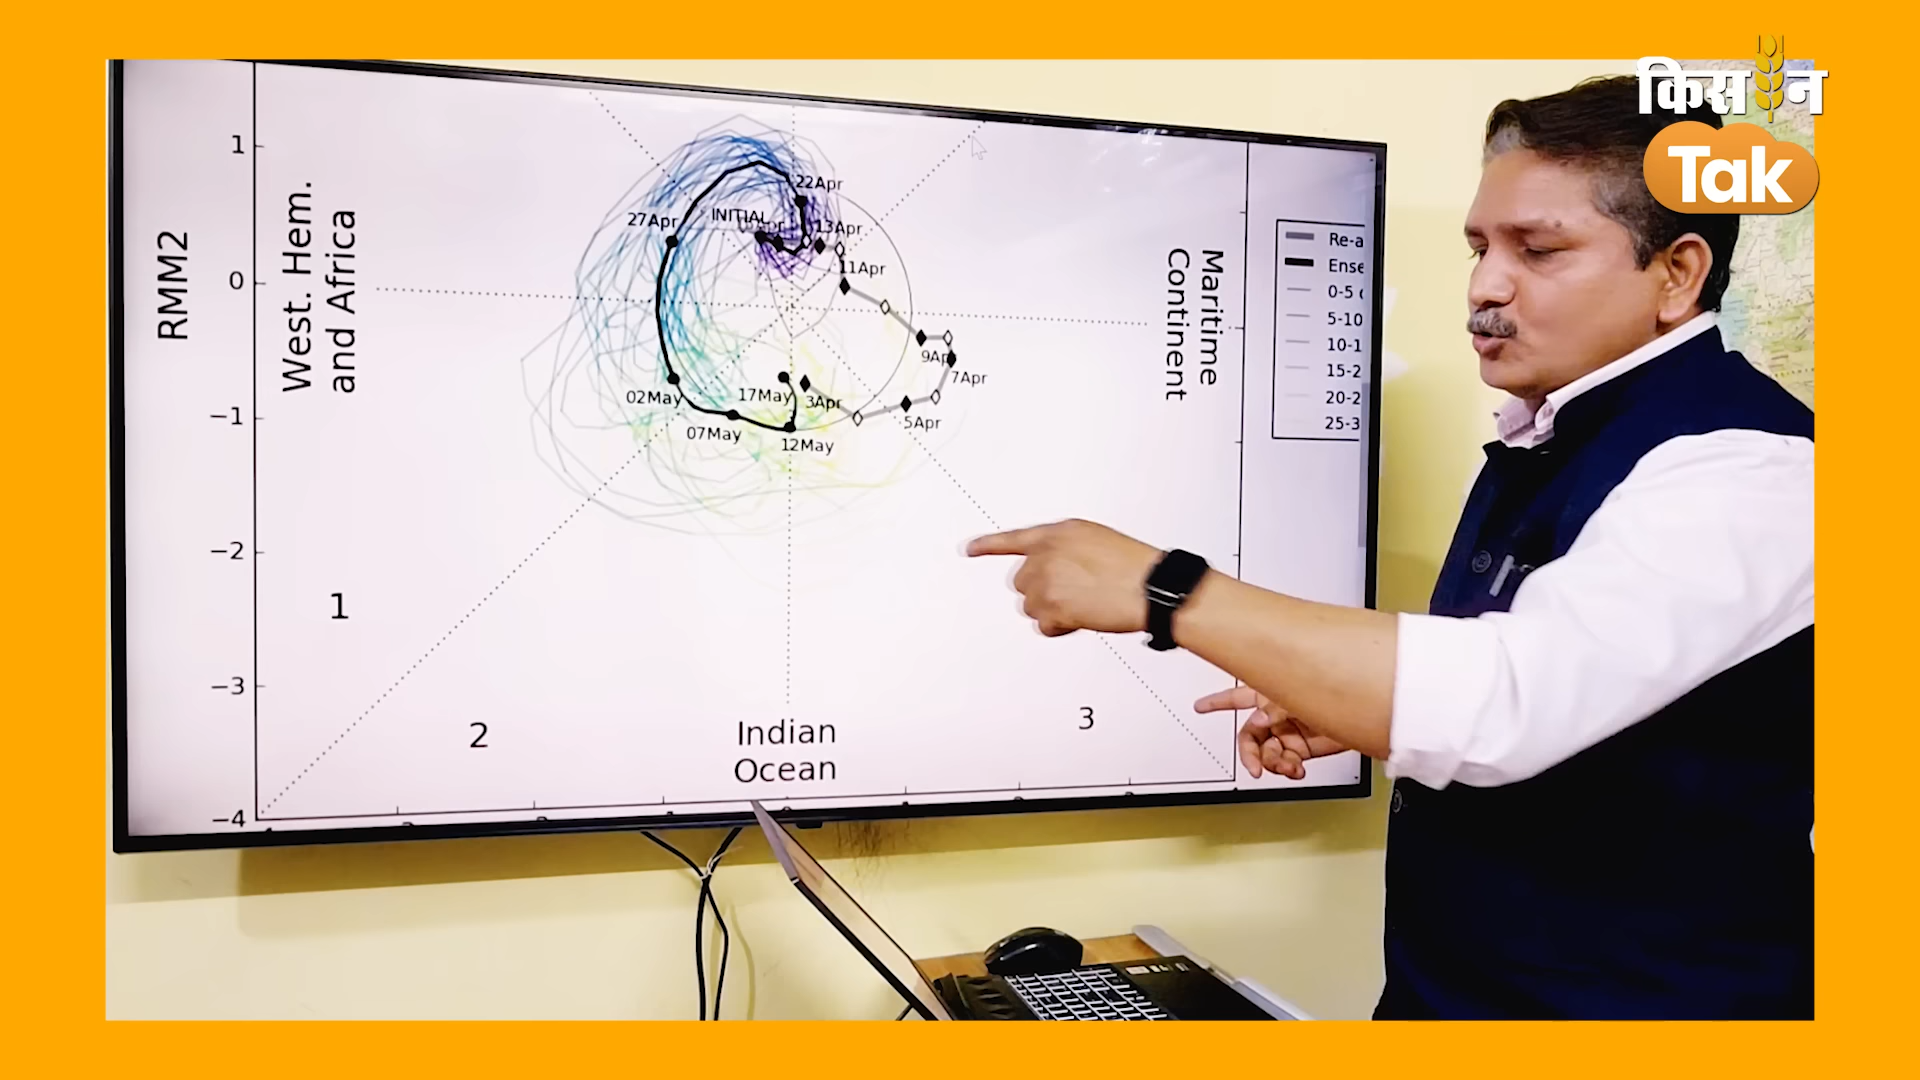 किसान
Tak
1
0
−1
−2
−3
−4
RMM2
West. Hem.
and Africa
22Apr
27Apr
INITIAL
13Apr
11Apr
9Ap
7Apr
02May
17May
3Apr
5Apr
07May
12May
Maritime
Continent
Re-a
Ense
0-5
5-10
10-1
15-2
20-2
25-3
1
2
3
Indian
Ocean